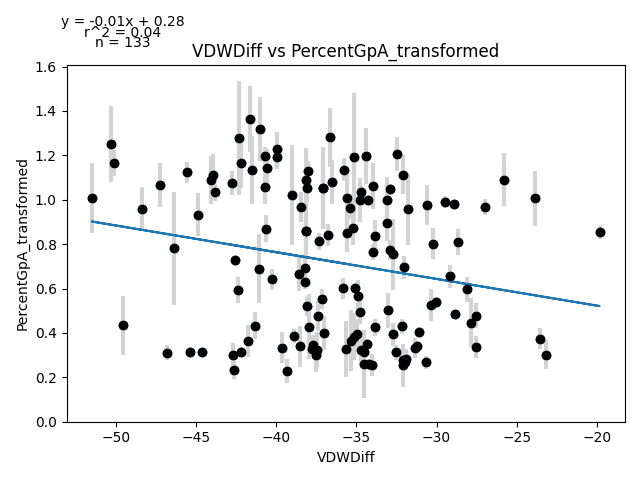 y = -0.01x + 0.28
r^2 = 0.04
n = 133
VDWDiff vs PercentGpA_transformed
1.6
1.4
1.2
1.0
0.8
0.6
0.4
0.2
0.0
PercentGpA_transformed
−50 −45 −40 −35 −30 −25 −20
VDWDiff